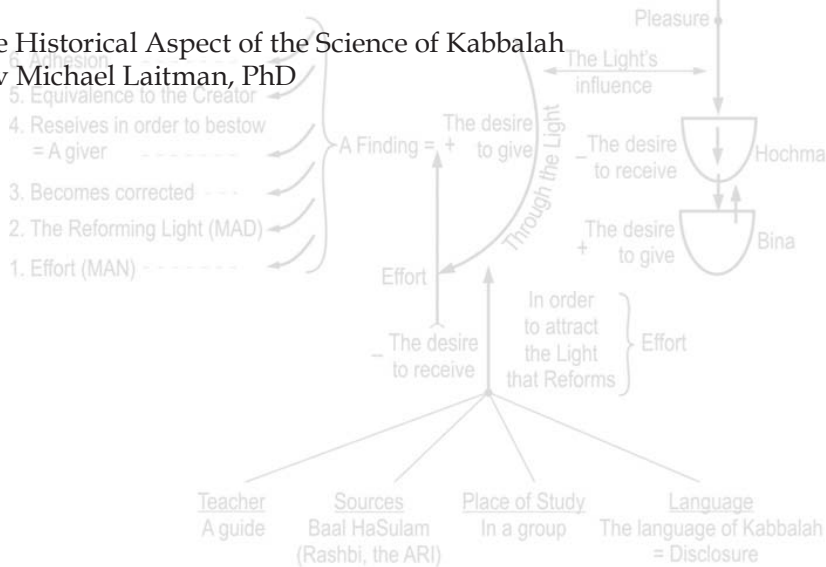 e Historical Aspect of the Science of Kabbalah
v Michael Laitman, PhD
6. Adhesion
5. Equivalence to the Creator
4. Reseives in order to bestow
= A giver
3. Becomes corrected
2. The Reforming Light (MAD)
1. Effort (MAN)
A Finding =
+
The desire
to give
Through the Light
Effort
– The desire
to receive
Pleasure
The Light's
influence
– The desire
to receive
Hochma
+ The desire
to give
Bina
In order
to attract
the Light
that Reforms
Effort
Teacher
A guide
Sources
Baal HaSulam
(Rashbi, the ARI)
Place of Study
In a group
Language
The language of Kabbalah
= Disclosure